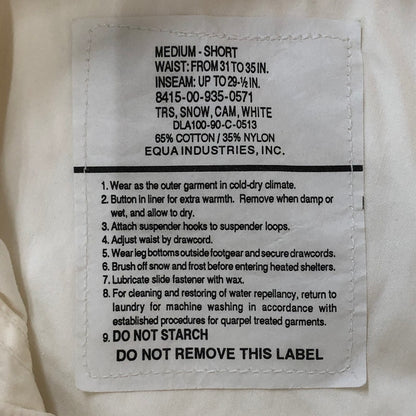 MEDIUM - SHORT
WAIST: FROM 31 TO 35 IN.
INSEAM: UP TO 29-½ IN.
8415-00-935-0571
TRS, SNOW, CAM, WHITE
DLA100-90-C-0513
65% COTTON / 35% NYLON
EQUA INDUSTRIES, INC.
1. Wear as the outer garment in cold-dry climate.
2. Button in liner for extra warmth. Remove when damp or
wet, and allow to dry.
3. Attach suspender hooks to suspender loops.
4. Adjust waist by drawcord.
5. Wear leg bottoms outside footgear and secure drawcords.
6. Brush off snow and frost before entering heated shelters.
7. Lubricate slide fastener with wax.
8. For cleaning and restoring of water repellancy, return to
laundry for machine washing in accordance with
established procedures for quarpel treated garments.
9. DO NOT STARCH
DO NOT REMOVE THIS LABEL